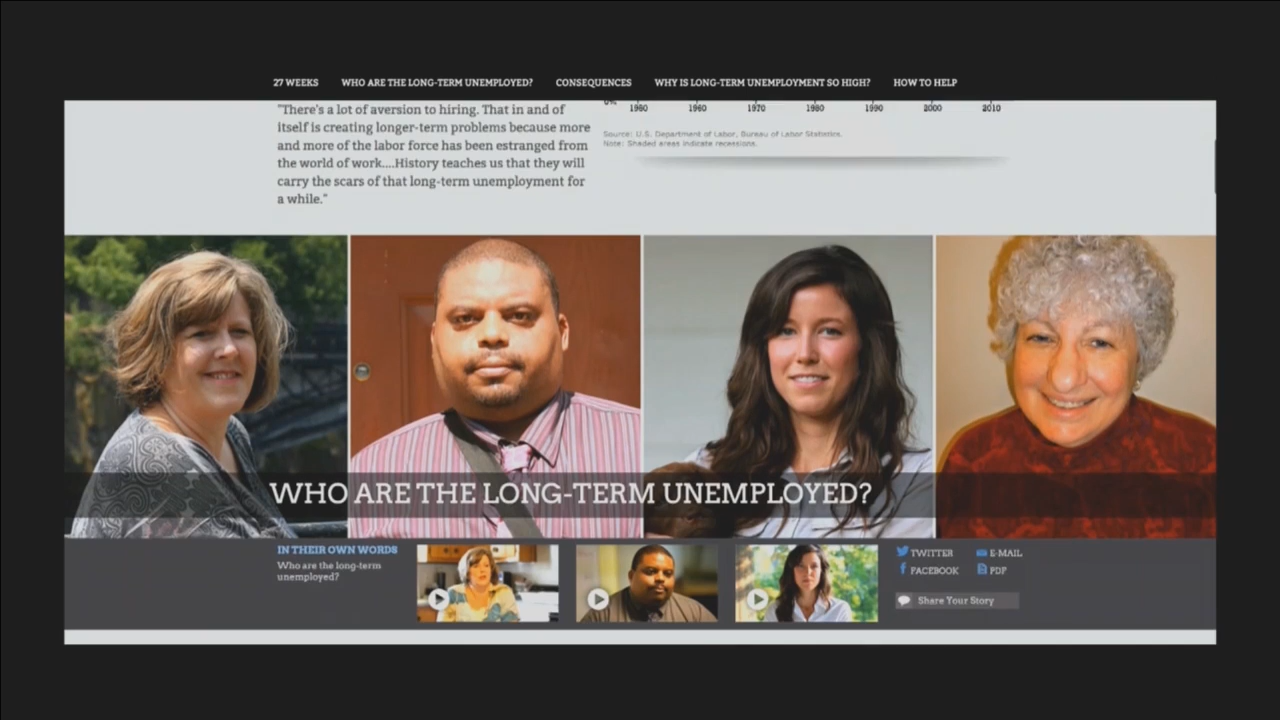 27 WEEKS WHO ARE THE LONG-TERM UNEMPLOYED? CONSEQUENCES WHY IS LONG-TERM UNEMPLOYMENT SO HIGH? HOW TO HELP
"There's a lot of aversion to hiring. That in and of
itself is creating longer-term problems because more
and more of the labor force has been estranged from
the world of work....History teaches us that they will
carry the scars of that long-term unemployment for
a while."
0%
1950 1960 1970 1980 1990 2000 2010
Source: U.S. Department of Labor, Bureau of Labor Statistics.
Note: Shaded areas indicate recessions.
WHO ARE THE LONG-TERM UNEMPLOYED?
IN THEIR OWN WORDS
Who are the long-term
unemployed?
TWITTER E-MAIL
FACEBOOK PDF
Share Your Story